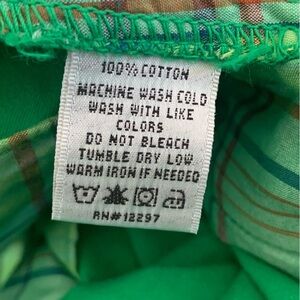 100% COTTON
MACHINE WASH COLD
WASH WITH LIKE
COLORS
DO NOT BLEACH
TUMBLE DRY LOW
WARM IRON IF NEEDED
RN#12297